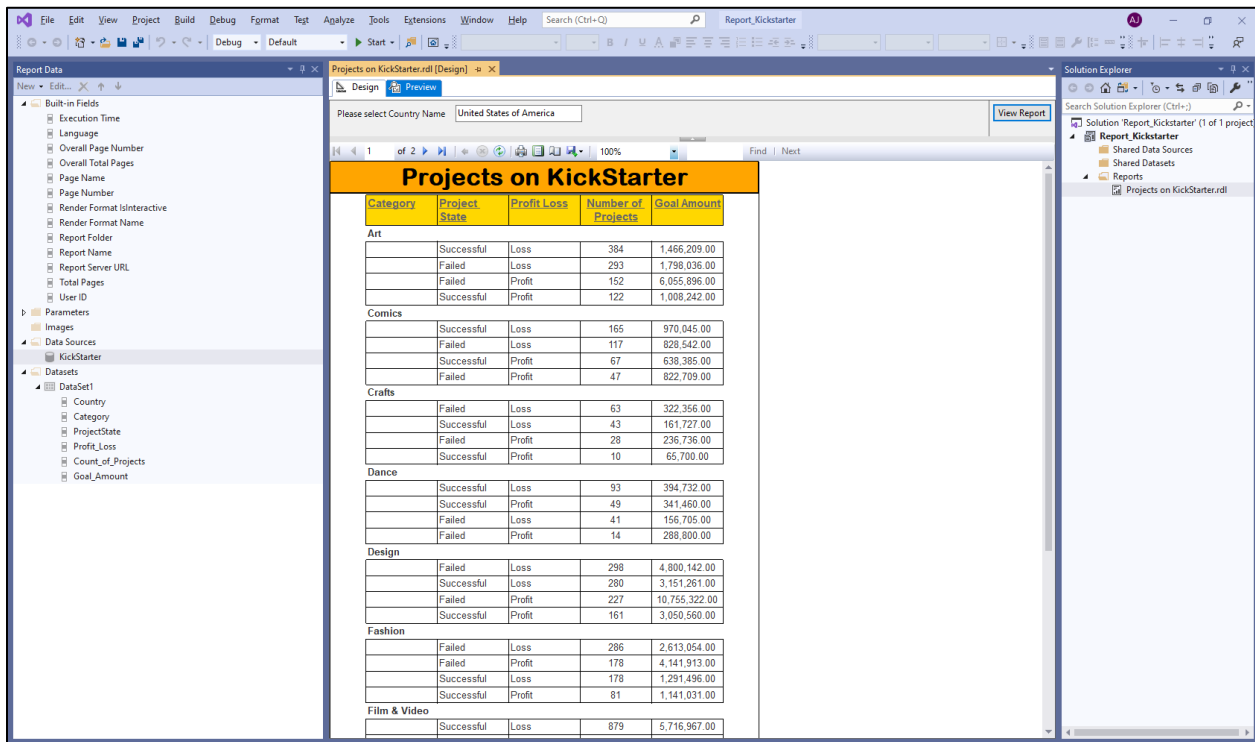 File Edit View Project Build Debug Format Test Analyze Tools Extensions Window Help Search (Ctrl+Q) Report_Kickstarter AJ
Debug Default Start B I U A
Report Data
New Edit...
Built-in Fields
Execution Time
Language
Overall Page Number
Overall Total Pages
Page Name
Page Number
Render Format IsInteractive
Render Format Name
Report Folder
Report Name
Report Server URL
Total Pages
User ID
Parameters
Images
Data Sources
KickStarter
Datasets
DataSet1
Country
Category
ProjectState
Profit_Loss
Count_of_Projects
Goal_Amount
Projects on KickStarter.rdl [Design]
Design Preview
Please select Country Name United States of America View Report
1 of 2 100% Find | Next
Projects on KickStarter
Category Project State Profit Loss Number of Projects Goal Amount
Art
Successful Loss 384 1,466,209.00
Failed Loss 293 1,798,036.00
Failed Profit 152 6,055,896.00
Successful Profit 122 1,008,242.00
Comics
Successful Loss 165 970,045.00
Failed Loss 117 828,542.00
Successful Profit 67 638,385.00
Failed Profit 47 822,709.00
Crafts
Failed Loss 63 322,356.00
Successful Loss 43 161,727.00
Failed Profit 28 236,736.00
Successful Profit 10 65,700.00
Dance
Successful Loss 93 394,732.00
Successful Profit 49 341,460.00
Failed Loss 41 156,705.00
Failed Profit 14 288,800.00
Design
Failed Loss 298 4,800,142.00
Successful Loss 280 3,151,261.00
Failed Profit 227 10,755,322.00
Successful Profit 161 3,050,560.00
Fashion
Failed Loss 286 2,613,054.00
Failed Profit 178 4,141,913.00
Successful Loss 178 1,291,496.00
Successful Profit 81 1,141,031.00
Film & Video
Successful Loss 879 5,716,967.00
Solution Explorer
Search Solution Explorer (Ctrl+;)
Solution 'Report_Kickstarter' (1 of 1 project
Report_Kickstarter
Shared Data Sources
Shared Datasets
Reports
Projects on KickStarter.rdl